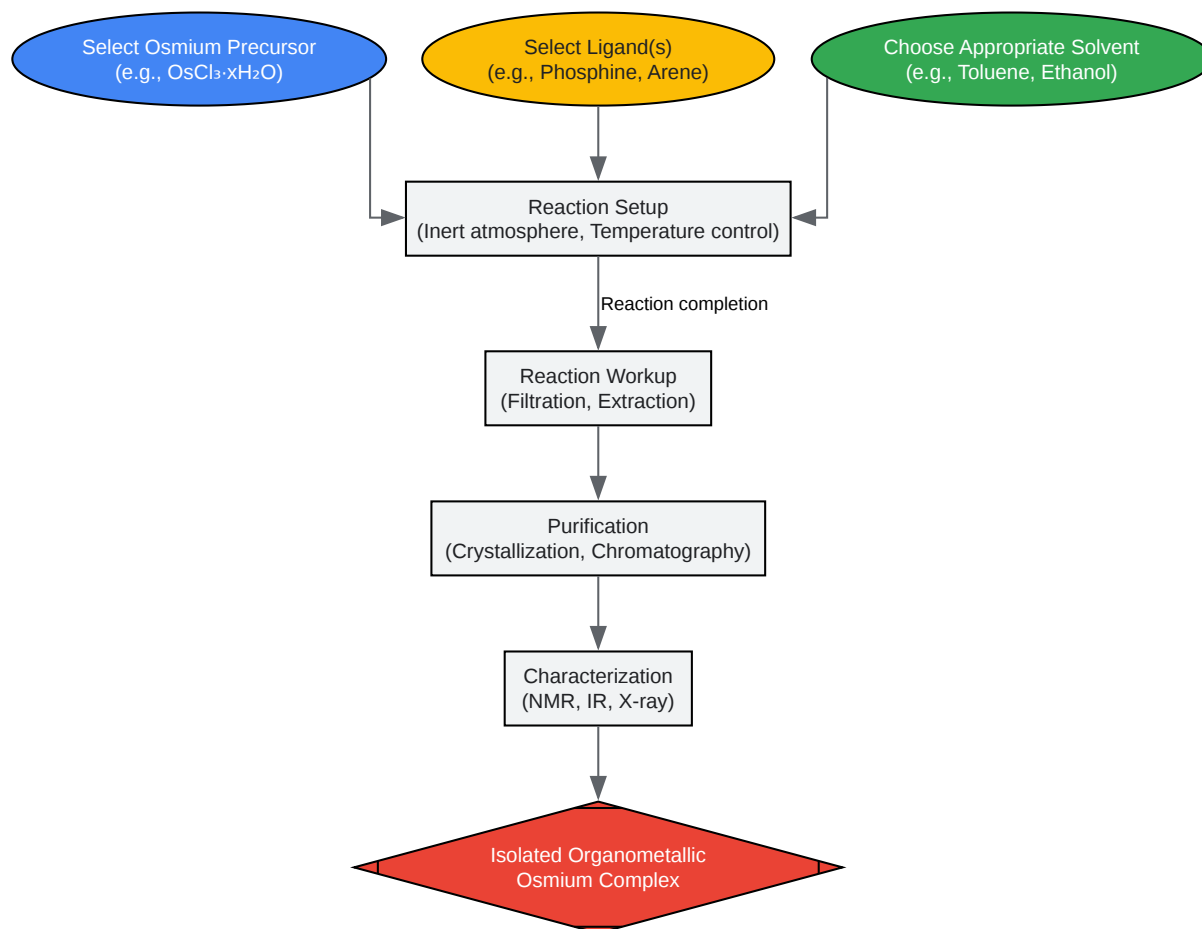 Select Osmium Precursor
(e.g., OsCl₃·xH₂O)
Select Ligand(s)
(e.g., Phosphine, Arene)
Choose Appropriate Solvent
(e.g., Toluene, Ethanol)
Reaction Setup
(Inert atmosphere, Temperature control)
Reaction completion
Reaction Workup
(Filtration, Extraction)
Purification
(Crystallization, Chromatography)
Characterization
(NMR, IR, X-ray)
Isolated Organometallic
Osmium Complex